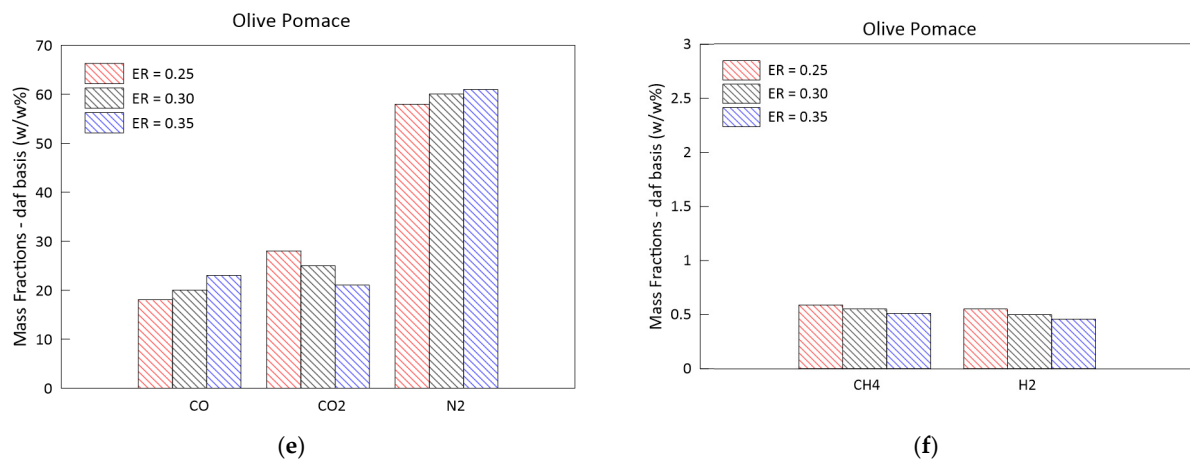 Olive Pomace
Mass Fractions - daf basis (w/w%)
70
60
50
40
30
20
10
0
ER = 0.25
ER = 0.30
ER = 0.35
CO CO2 N2
(e)
Olive Pomace
Mass Fractions - daf basis (w/w%)
3
2.5
2
1.5
1
0.5
0
ER = 0.25
ER = 0.30
ER = 0.35
CH4 H2
(f)